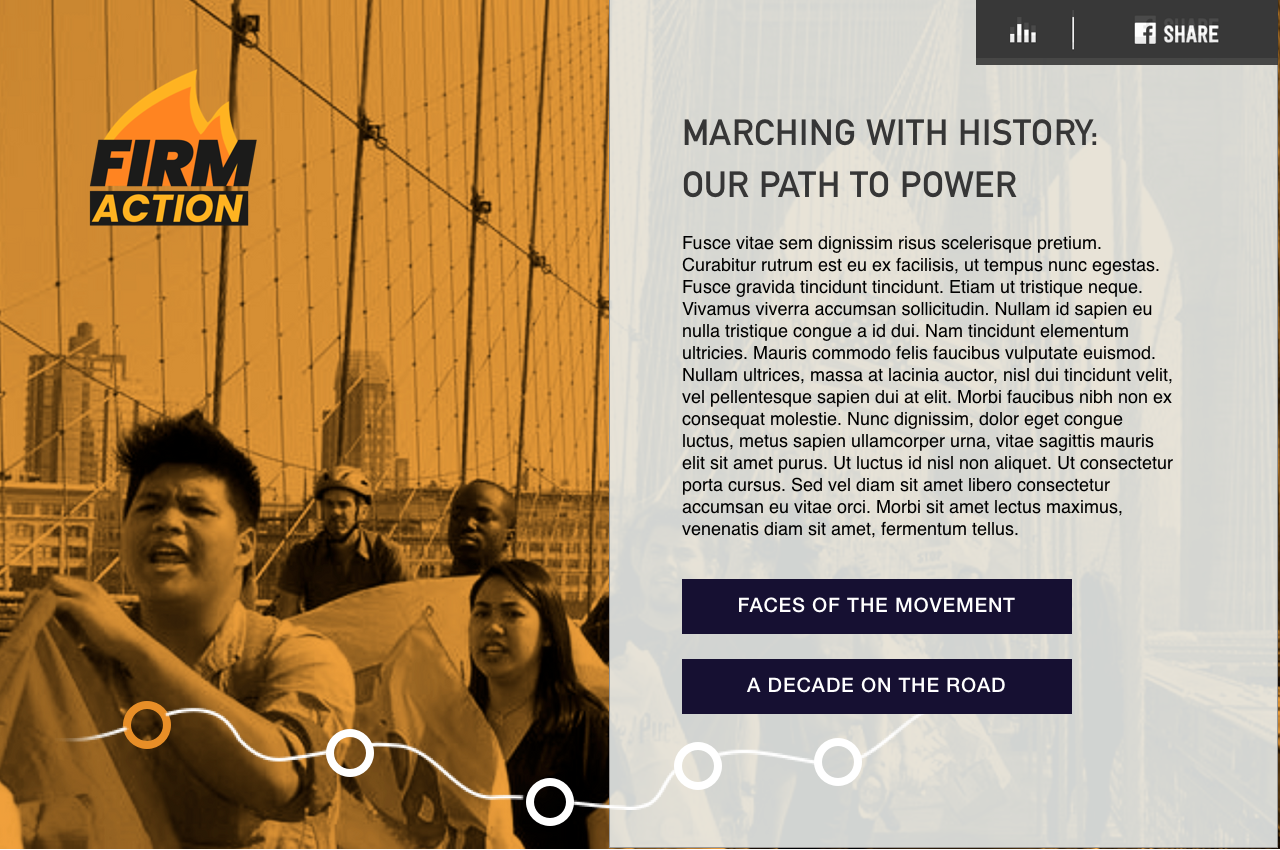 FIRM
ACTION
SHARE
MARCHING WITH HISTORY:
OUR PATH TO POWER
Fusce vitae sem dignissim risus scelerisque pretium.
Curabitur rutrum est eu ex facilisis, ut tempus nunc egestas.
Fusce gravida tincidunt tincidunt. Etiam ut tristique neque.
Vivamus viverra accumsan sollicitudin. Nullam id sapien eu
nulla tristique congue a id dui. Nam tincidunt elementum
ultricies. Mauris commodo felis faucibus vulputate euismod.
Nullam ultrices, massa at lacinia auctor, nisl dui tincidunt velit,
vel pellentesque sapien dui at elit. Morbi faucibus nibh non ex
consequat molestie. Nunc dignissim, dolor eget congue
luctus, metus sapien ullamcorper urna, vitae sagittis mauris
elit sit amet purus. Ut luctus id nisl non aliquet. Ut consectetur
porta cursus. Sed vel diam sit amet libero consectetur
accumsan eu vitae orci. Morbi sit amet lectus maximus,
venenatis diam sit amet, fermentum tellus.
FACES OF THE MOVEMENT
A DECADE ON THE ROAD